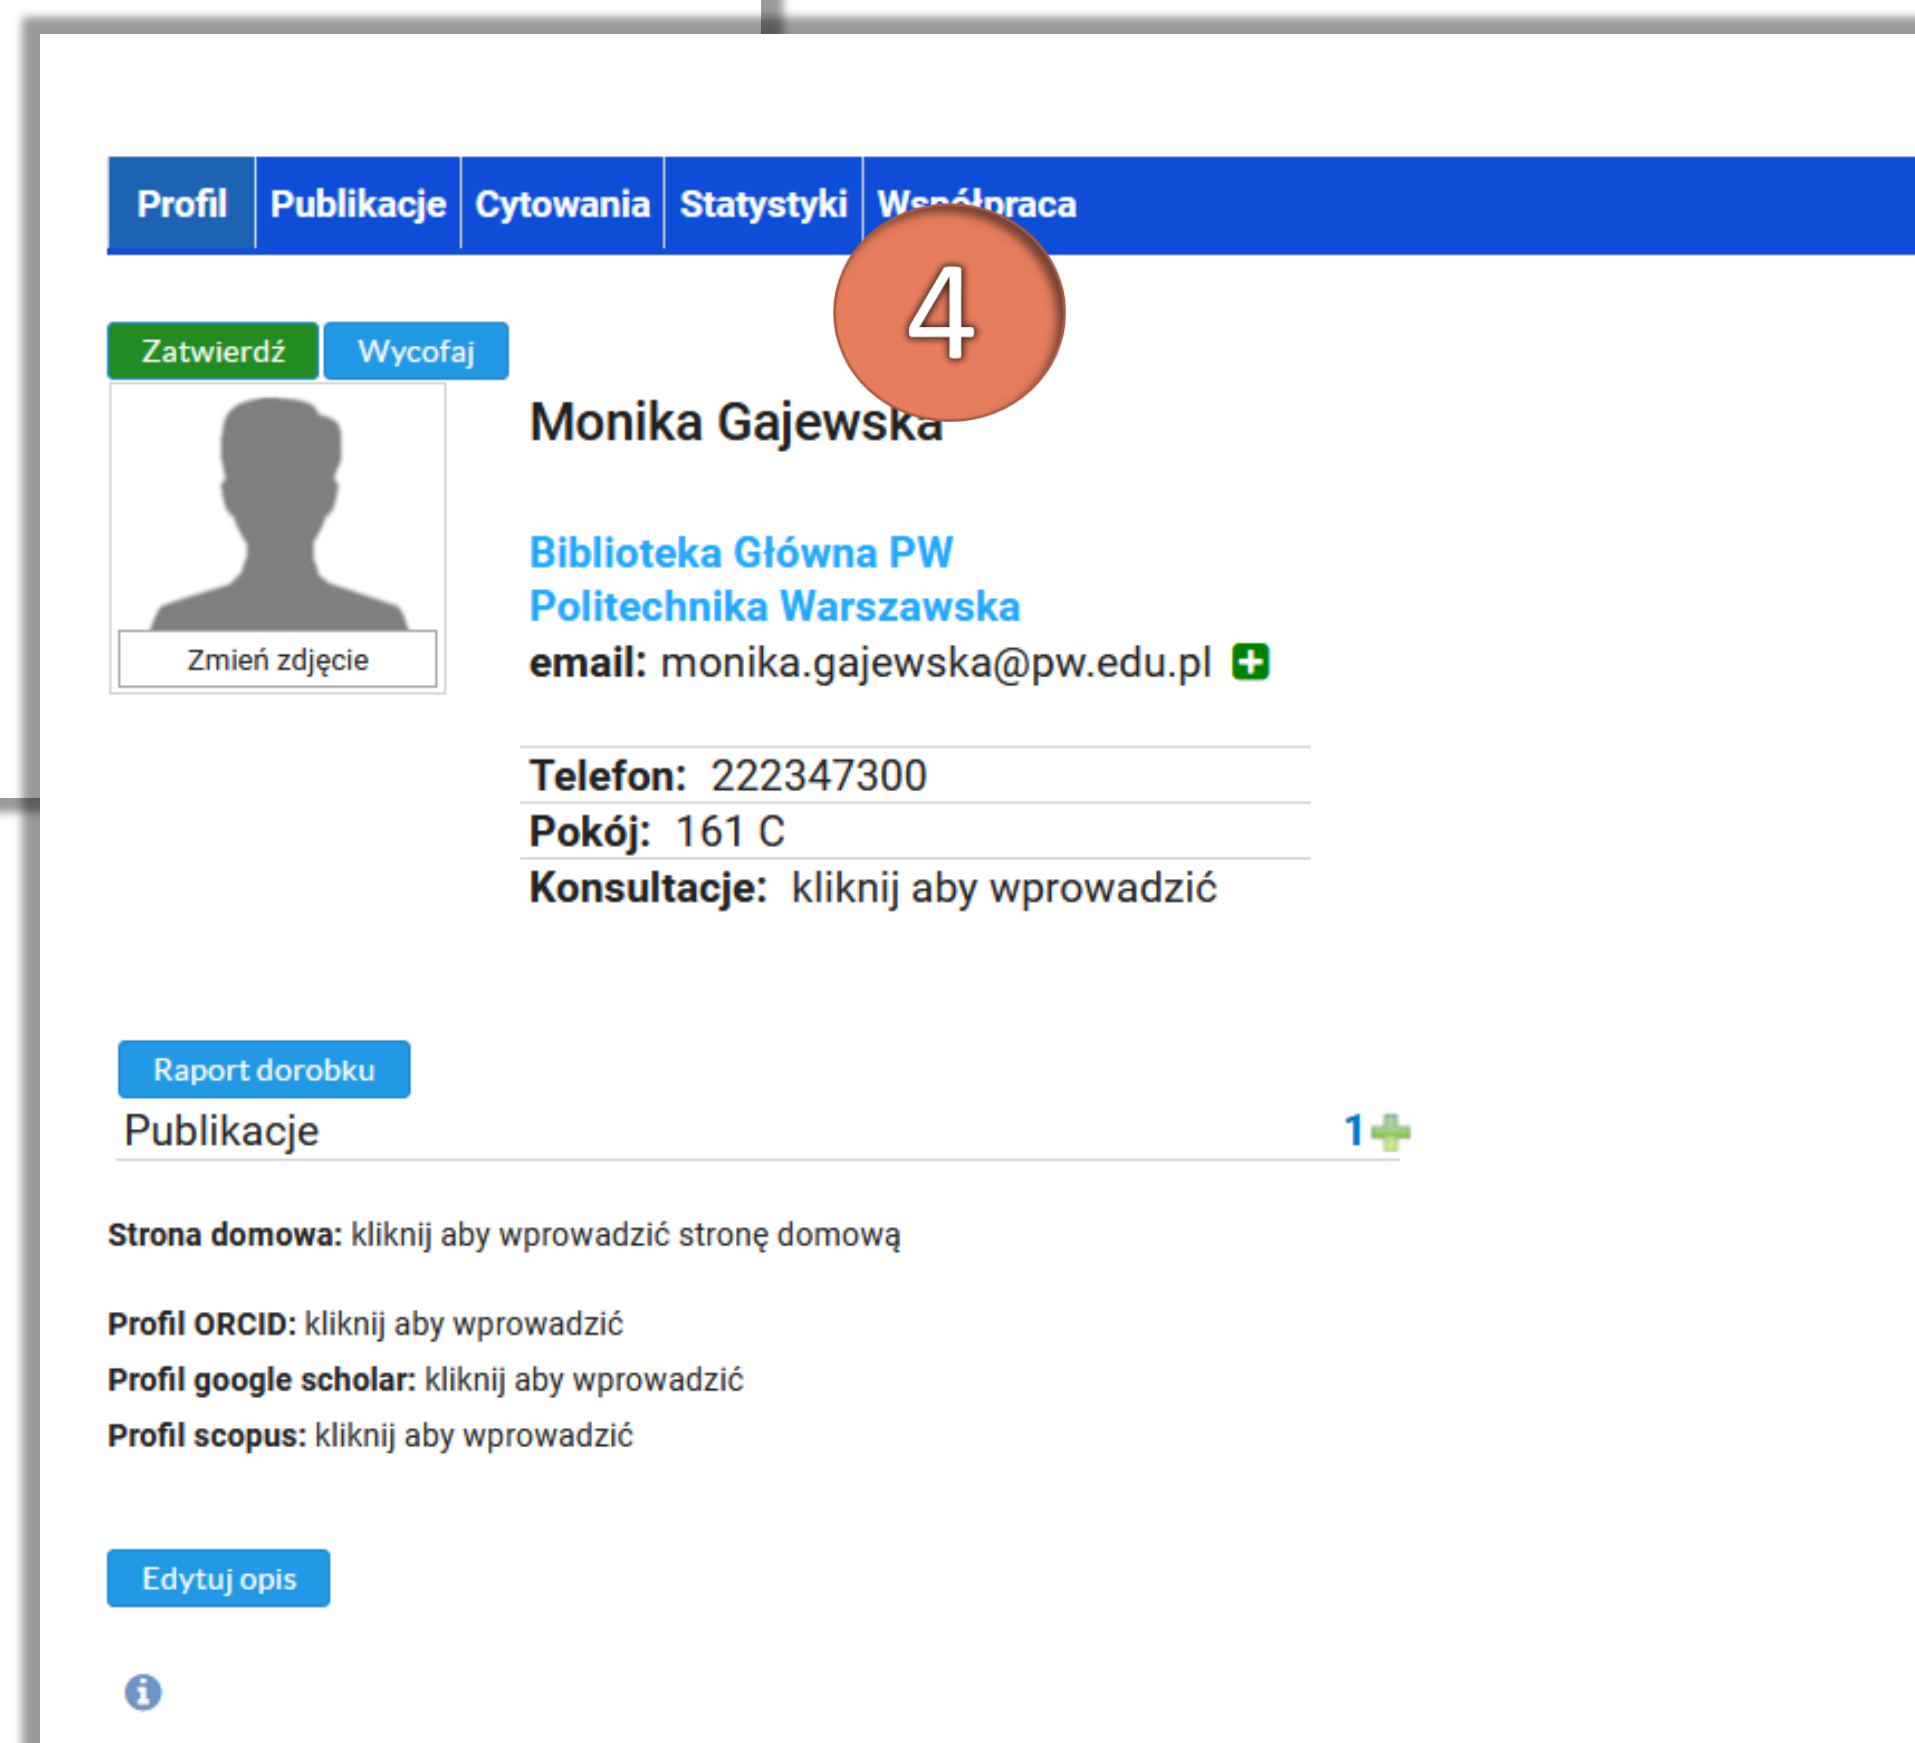 Profil Publikacje Cytowania Statystyki Współpraca
4
Zatwierdź Wycofaj
Monika Gajewska
Biblioteka Główna PW
Politechnika Warszawska
email: monika.gajewska@pw.edu.pl
Zmień zdjęcie
Telefon: 222347300
Pokój: 161 C
Konsultacje: kliknij aby wprowadzić
Raport dorobku
Publikacje 1
Strona domowa: kliknij aby wprowadzić stronę domową
Profil ORCID: kliknij aby wprowadzić
Profil google scholar: kliknij aby wprowadzić
Profil scopus: kliknij aby wprowadzić
Edytuj opis